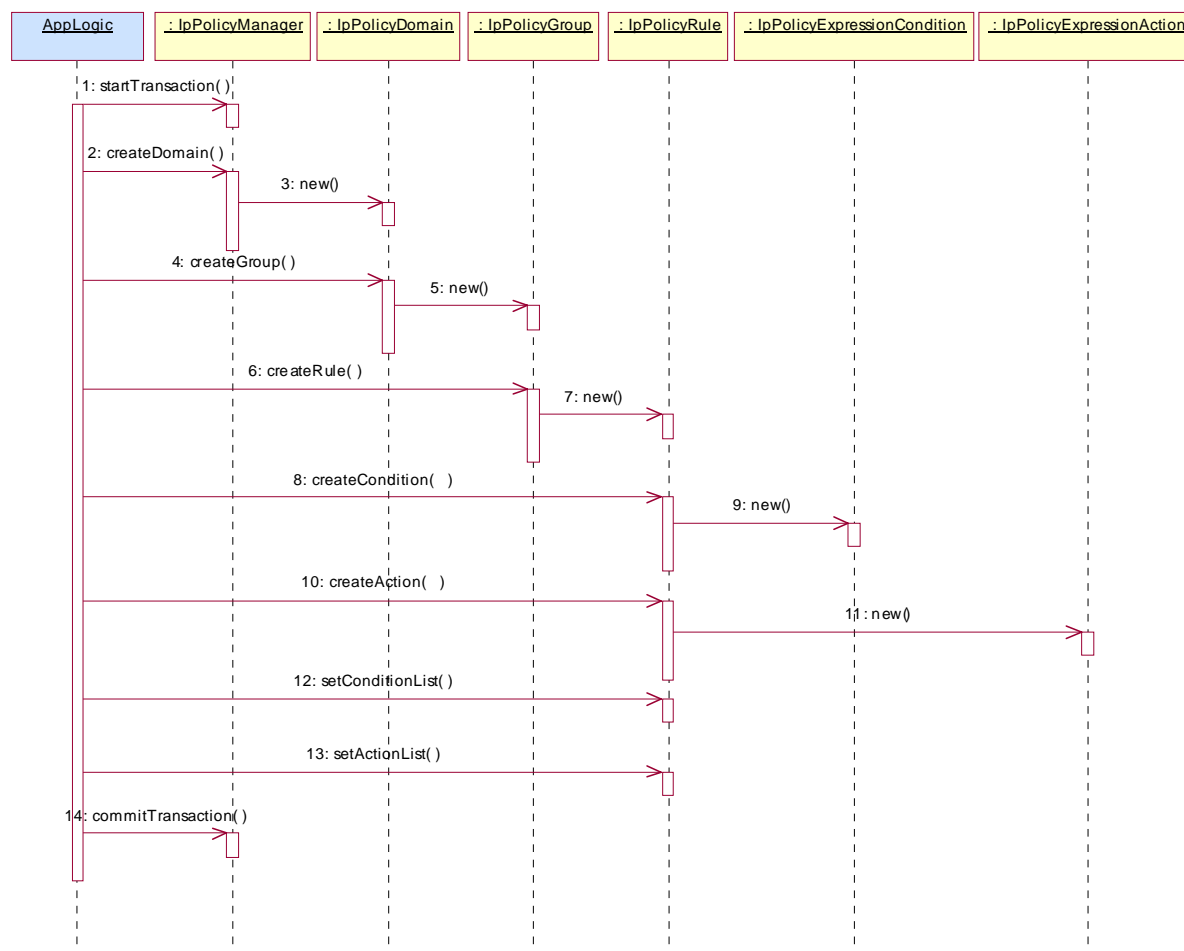 AppLogic
: IpPolicyManager
: IpPolicyDomain
: IpPolicyGroup
: IpPolicyRule
: IpPolicyExpressionCondition
: IpPolicyExpressionAction
1: startTransaction( )
2: createDomain( )
3: new()
4: createGroup( )
5: new()
6: createRule( )
7: new()
8: createCondition( )
9: new()
10: createAction( )
11: new()
12: setConditionList( )
13: setActionList( )
14: commitTransaction( )